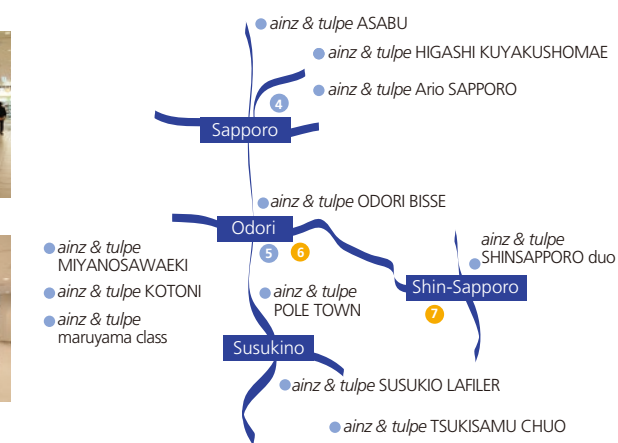 ainz & tulpe ASABU
ainz & tulpe HIGASHI KUYAKUSHOMAE
ainz & tulpe Ario SAPPORO
4
Sapporo
ainz & tulpe ODORI BISSE
Odori
5
6
ainz & tulpe
MIYANOSAWAEKI
ainz & tulpe KOTONI
ainz & tulpe
maruyama class
ainz & tulpe
POLE TOWN
ainz & tulpe
SHINSAPPORO duo
Shin-Sapporo
7
Susukino
ainz & tulpe SUSUKIO LAFILER
ainz & tulpe TSUKISAMU CHUO